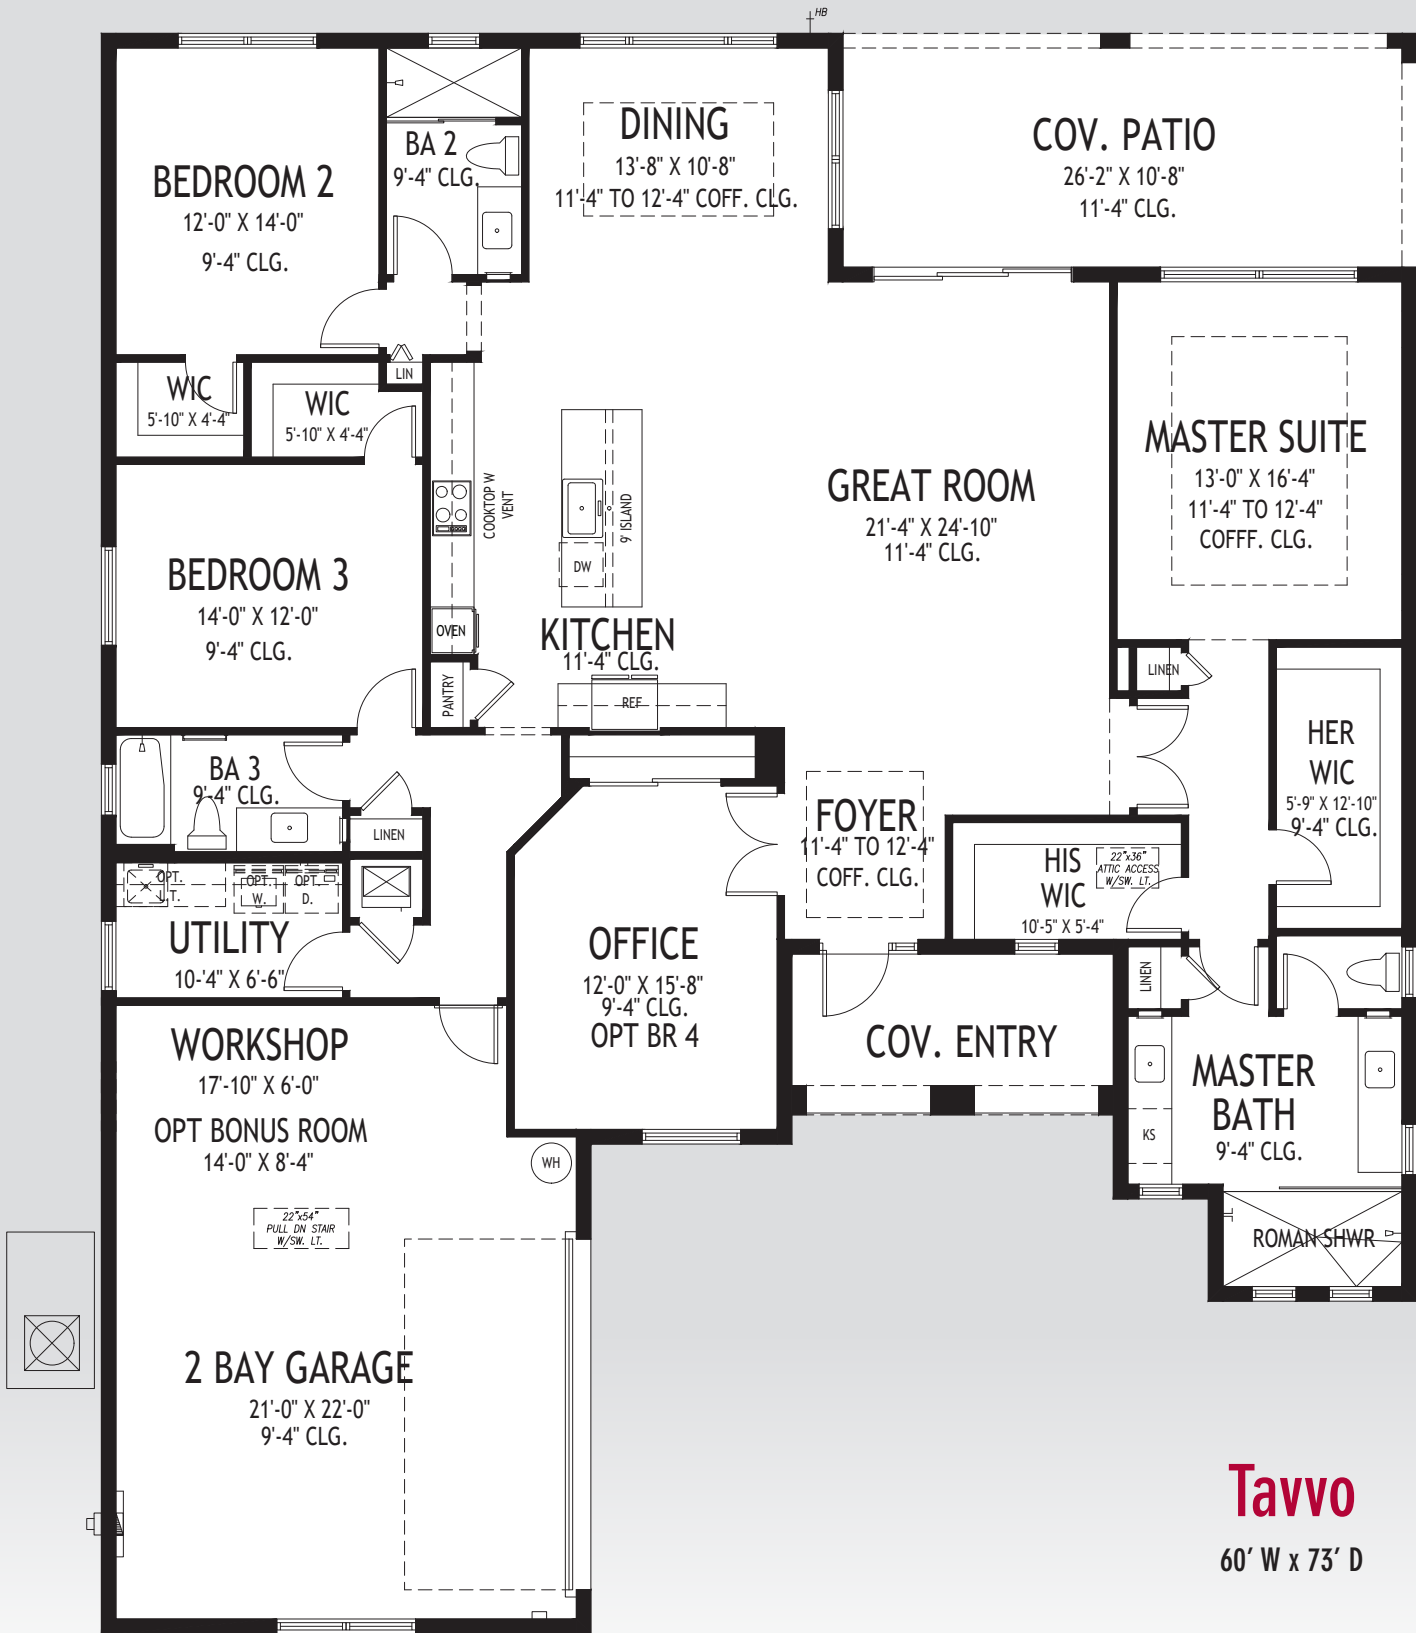 HB
BEDROOM 2
12'-0" X 14'-0"
9'-4" CLG.
BA 2
9'-4" CLG.
DINING
13'-8" X 10'-8"
11'-4" TO 12'-4" COFF. CLG.
COV. PATIO
26'-2" X 10'-8"
11'-4" CLG.
WIC
5'-10" X 4'-4"
WIC
5'-10" X 4'-4"
LIN
COOKTOP W
VENT
9' ISLAND
DW
OVEN
PANTRY
KITCHEN
11'-4" CLG.
REF
GREAT ROOM
21'-4" X 24'-10"
11'-4" CLG.
MASTER SUITE
13'-0" X 16'-4"
11'-4" TO 12'-4"
COFFF. CLG.
BEDROOM 3
14'-0" X 12'-0"
9'-4" CLG.
LINEN
HER
WIC
5'-9" X 12'-10"
9'-4" CLG.
BA 3
9'-4" CLG.
LINEN
FOYER
11'-4" TO 12'-4"
COFF. CLG.
HIS
WIC
10'-5" X 5'-4"
22"x36"
ATTIC ACCESS
W/SW. LT.
OPT.
L.T.
OPT.
W.
OPT.
D.
UTILITY
10-'4" X 6'-6"
OFFICE
12'-0" X 15'-8"
9'-4" CLG.
OPT BR 4
LINEN
COV. ENTRY
MASTER
BATH
9'-4" CLG.
KS
ROMAN SHWR
WORKSHOP
17'-10" X 6'-0"
OPT BONUS ROOM
14'-0" X 8'-4"
WH
22"x54"
PULL DN STAIR
W/SW. LT.
2 BAY GARAGE
21'-0" X 22'-0"
9'-4" CLG.
Tavvo
60' W x 73' D